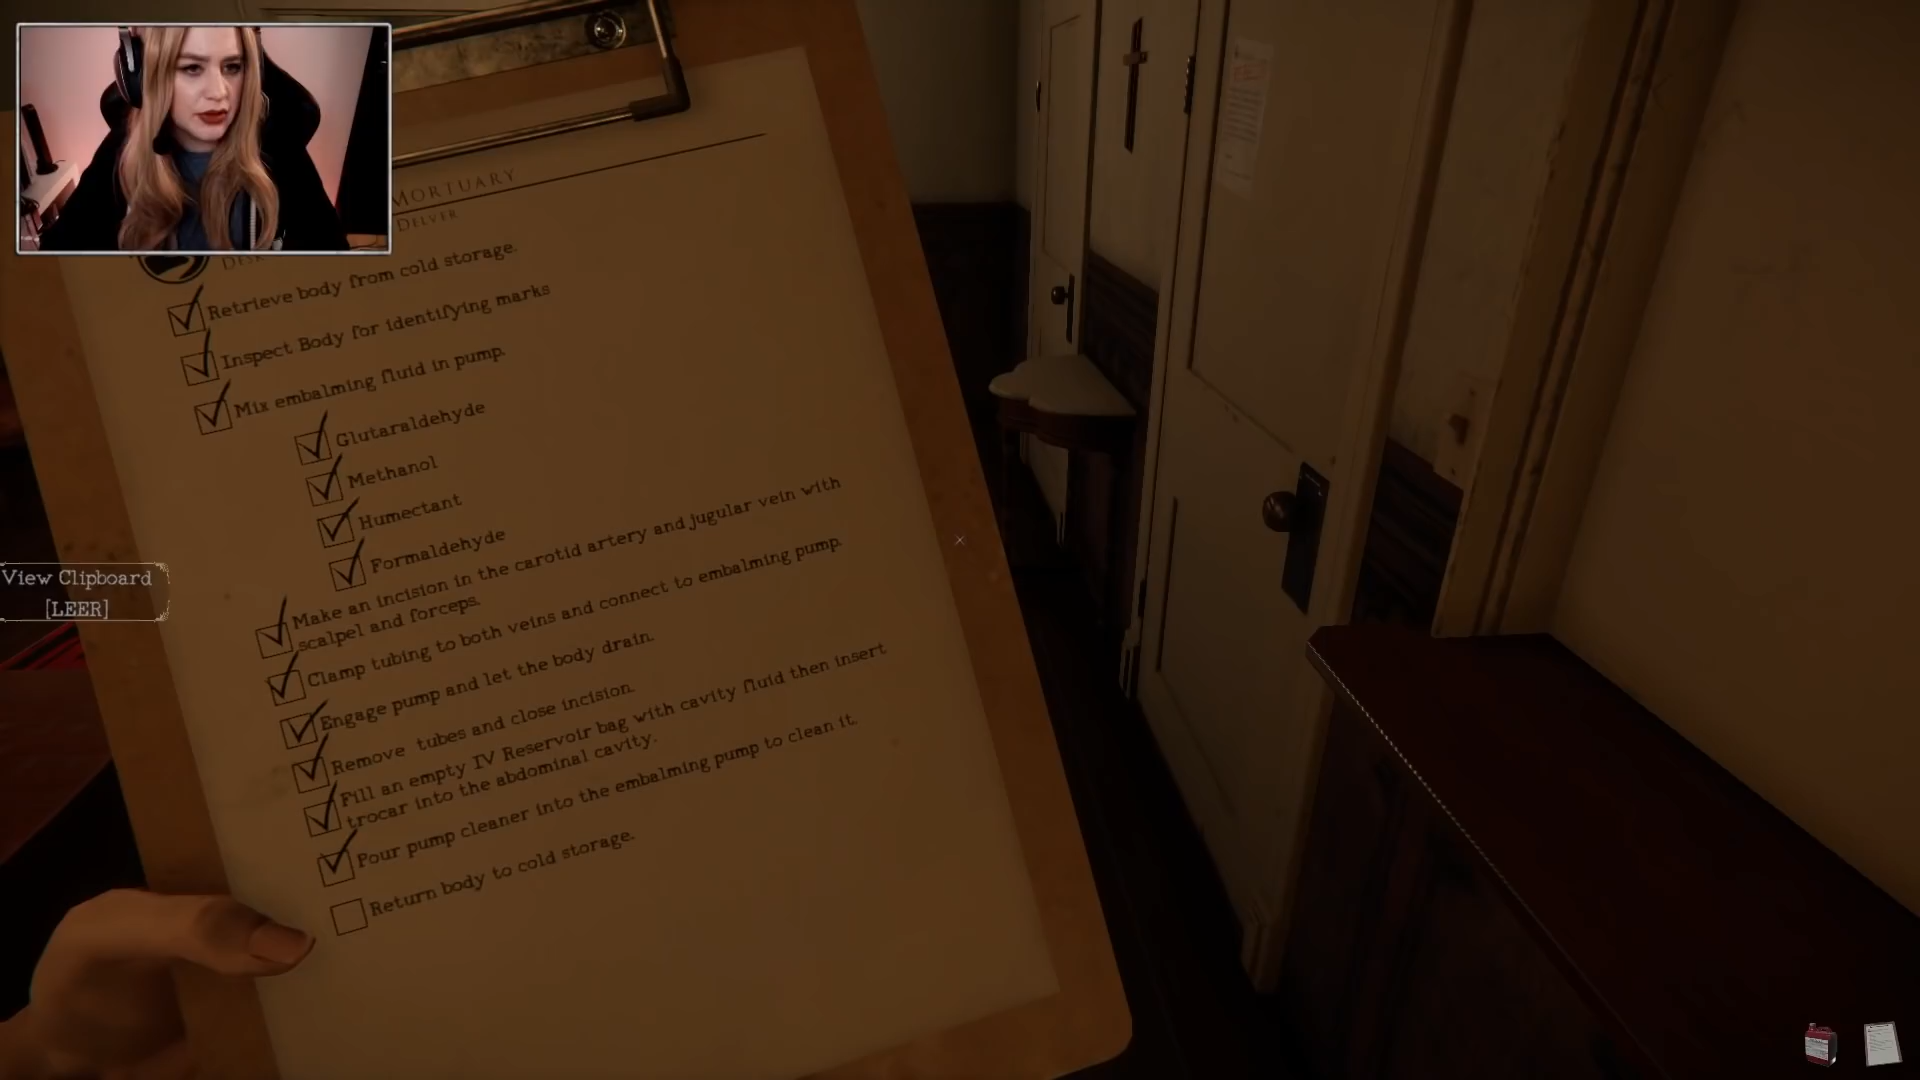 MORTUARY
DELVER
Retrieve body from cold storage.
Inspect Body for identifying marks
Mix embalming fluid in pump.
Glutaraldehyde
Methanol
Humectant
Formaldehyde
Make an incision in the carotid artery and jugular vein with
scalpel and forceps.
Clamp tubing to both veins and connect to embalming pump.
Engage pump and let the body drain.
Remove tubes and close incision.
Fill an empty IV Reservoir bag with cavity fluid then insert
trocar into the abdominal cavity.
Pour pump cleaner into the embalming pump to clean it.
Return body to cold storage.
View Clipboard
[LEER]